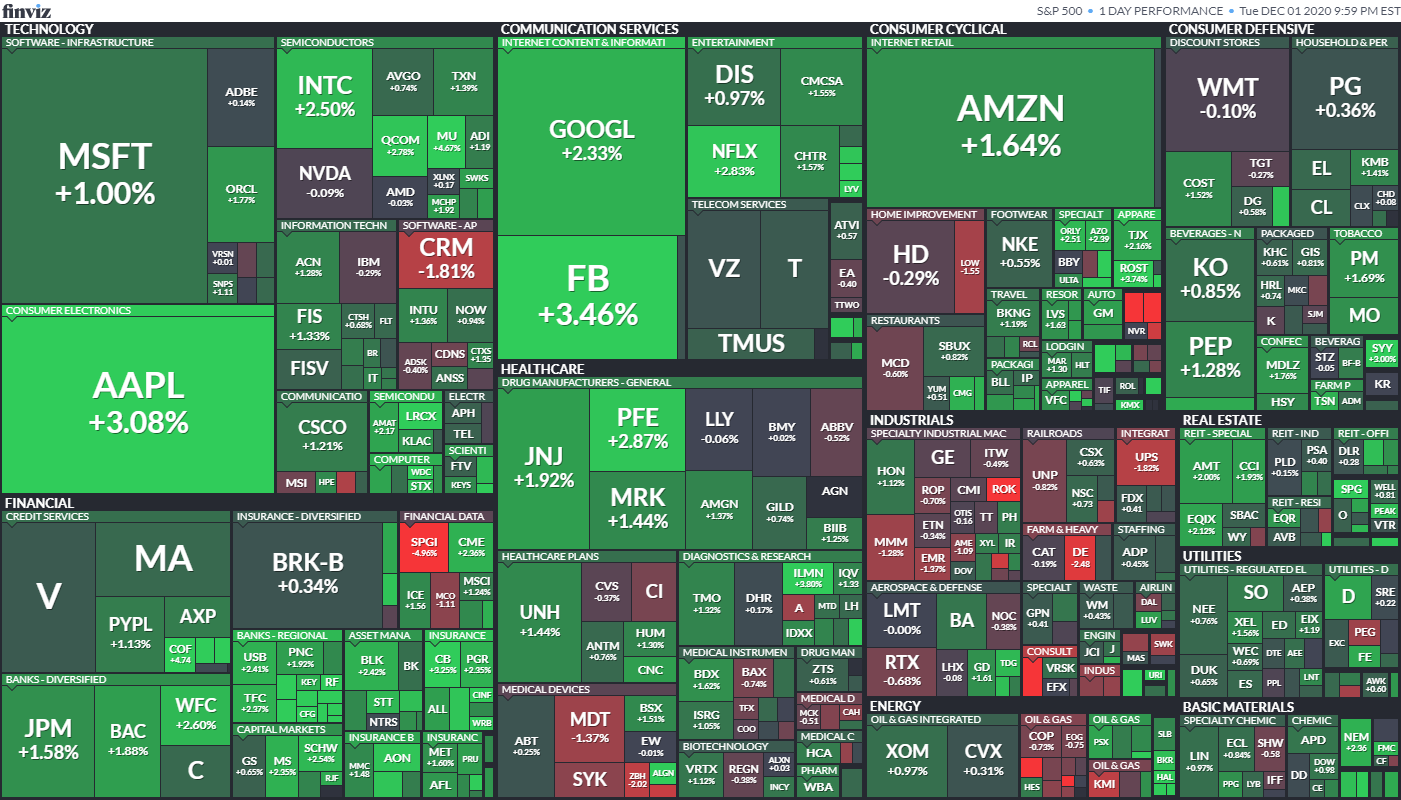 finviz
S&P 500 • 1 DAY PERFORMANCE • Tue DEC 01 2020 9:59 PM EST
TECHNOLOGY
SOFTWARE - INFRASTRUCTURE
MSFT
+1.00%
ADBE
+0.14%
ORCL
+1.77%
VRSN
+0.01
SNPS
+1.11
SEMICONDUCTORS
INTC
+2.50%
AVGO
+0.74%
TXN
+1.39%
QCOM
+2.78%
MU
+4.67%
ADI
+1.19
NVDA
-0.09%
AMD
-0.03%
XLNX
+0.17
SWKS
MCHP
+1.92
CONSUMER ELECTRONICS
AAPL
+3.08%
INFORMATION TECHN
ACN
+1.28%
IBM
-0.29%
FIS
+1.33%
CTSH
+0.68%
FLT
FISV
BR
IT
SOFTWARE - AP
CRM
-1.81%
INTU
+1.36%
NOW
+0.94%
ADSK
-0.40%
CDNS
CTXS
+1.35
ANSS
COMMUNICATIO
CSCO
+1.21%
MSI
HPE
SEMICONDU
AMAT
+2.17
LRCX
KLAC
COMPUTER
WDC
STX
ELECTR
APH
TEL
SCIENTI
FTV
KEYS
COMMUNICATION SERVICES
INTERNET CONTENT & INFORMATI
GOOGL
+2.33%
FB
+3.46%
ENTERTAINMENT
DIS
+0.97%
CMCSA
+1.55%
NFLX
+2.83%
CHTR
+1.57%
LYV
TELECOM SERVICES
VZ
T
TMUS
ATVI
+0.57
EA
-0.40
TTWO
CONSUMER CYCLICAL
INTERNET RETAIL
AMZN
+1.64%
HOME IMPROVEMENT
HD
-0.29%
LOW
-1.55
FOOTWEAR
NKE
+0.55%
SPECIALT
ORLY
+2.51
AZO
+2.39
BBY
ULTA
APPARE
TJX
+2.16%
ROST
+3.74%
RESTAURANTS
MCD
-0.60%
SBUX
+0.82%
YUM
+0.51
CMG
TRAVEL
BKNG
+1.19%
RCL
RESOR
LVS
+1.63
AUTO
GM
NVR
PACKAGI
BLL
IP
LODGIN
MAR
+1.30
HLT
APPAREL
VFC
TIF
ROL
KMX
CONSUMER DEFENSIVE
DISCOUNT STORES
WMT
-0.10%
COST
+1.52%
TGT
-0.27%
DG
+0.58%
HOUSEHOLD & PER
PG
+0.36%
EL
KMB
+1.41%
CL
CLX
CHD
+0.08
BEVERAGES - N
KO
+0.85%
PEP
+1.28%
PACKAGED
KHC
+0.61%
GIS
+0.81%
HRL
+0.74
MKC
K
SJM
TOBACCO
PM
+1.69%
MO
CONFEC
MDLZ
+1.76%
HSY
BEVERAG
STZ
-0.05
BF-B
FARM P
TSN
ADM
SYY
+3.00%
KR
HEALTHCARE
DRUG MANUFACTURERS - GENERAL
JNJ
+1.92%
PFE
+2.87%
MRK
+1.44%
LLY
-0.06%
BMY
+0.02%
ABBV
-0.52%
AMGN
+1.37%
GILD
+0.74%
AGN
BIIB
+1.25%
HEALTHCARE PLANS
UNH
+1.44%
CVS
-0.37%
CI
ANTM
+0.76%
HUM
+1.30%
CNC
DIAGNOSTICS & RESEARCH
TMO
+1.32%
DHR
+0.17%
ILMN
+3.80%
IQV
+1.33
A
MTD
LH
IDXX
MEDICAL DEVICES
ABT
+0.25%
MDT
-1.37%
SYK
BSX
+1.51%
EW
-0.01%
ZBH
-2.02
ALGN
MEDICAL INSTRUMEN
BDX
+1.62%
BAX
-0.74%
ISRG
+1.05%
TFX
COO
BIOTECHNOLOGY
VRTX
+1.12%
REGN
-0.38%
ALXN
+0.03
INCY
DRUG MAN
ZTS
+0.61%
MEDICAL D
MCK
-0.51
CAH
MEDICAL C
HCA
PHARM
WBA
FINANCIAL
CREDIT SERVICES
V
MA
PYPL
+1.13%
AXP
COF
+4.74
BANKS - DIVERSIFIED
JPM
+1.58%
BAC
+1.88%
WFC
+2.60%
C
INSURANCE - DIVERSIFIED
BRK-B
+0.34%
FINANCIAL DATA
SPGI
-4.96%
CME
+2.36%
ICE
+1.56
MCO
-1.11
MSCI
+1.24%
BANKS - REGIONAL
USB
+2.41%
PNC
+1.92%
TFC
+2.37%
KEY
RF
CFG
ASSET MANA
BLK
+2.42%
BK
STT
NTRS
INSURANCE
CB
+3.25%
PGR
+2.35%
ALL
CINF
WRB
CAPITAL MARKETS
GS
+0.65%
MS
+2.35%
SCHW
+2.54%
RJF
INSURANCE B
MMC
+1.48
AON
INSURANC
MET
+1.60%
PRU
AFL
INDUSTRIALS
SPECIALTY INDUSTRIAL MAC
HON
+1.12%
GE
ITW
-0.49%
MMM
-1.28%
ROP
-0.70%
CMI
ROK
ETN
-0.34%
OTIS
-0.16
TT
PH
EMR
-1.37%
AME
-1.09
XYL
IR
DOV
RAILROADS
UNP
-0.82%
CSX
+0.63%
NSC
+0.73
INTEGRAT
UPS
-1.82%
FDX
+0.41
FARM & HEAVY
CAT
-0.19%
DE
-2.48
STAFFING
ADP
+0.45%
AEROSPACE & DEFENSE
LMT
-0.00%
BA
NOC
-0.38%
RTX
-0.68%
LHX
-0.08
GD
+1.61
TDG
SPECIALT
GPN
+0.41
WASTE
WM
+0.43%
AIRLIN
DAL
LUV
CONSULT
VRSK
EFX
ENGIN
JCI
J
MAS
SWK
INDUS
URI
ENERGY
OIL & GAS INTEGRATED
XOM
+0.97%
CVX
+0.31%
OIL & GAS
COP
-0.73%
EOG
-0.75
HES
OIL & GAS
PSX
OIL & GAS
KMI
SLB
BKR
HAL
REAL ESTATE
REIT - SPECIAL
AMT
+2.00%
CCI
+1.93%
EQIX
+2.12%
SBAC
WY
REIT - IND
PLD
+0.15%
PSA
+0.40
REIT - RESI
EQR
AVB
REIT - OFFI
DLR
+0.28
SPG
O
WELL
+0.81
PEAK
VTR
UTILITIES
UTILITIES - REGULATED EL
NEE
+0.76%
SO
AEP
+0.38%
DUK
+0.65%
XEL
+1.56%
ED
EIX
+1.19
WEC
+0.69%
DTE
AEE
ES
PPL
LNT
UTILITIES - D
D
SRE
+0.22
EXC
PEG
FE
AWK
+0.60
BASIC MATERIALS
SPECIALTY CHEMIC
LIN
+0.97%
ECL
+0.84%
SHW
-0.58
PPG
LYB
IFF
CHEMIC
APD
DD
DOW
+0.98
CE
NEM
+2.36
FMC
CF